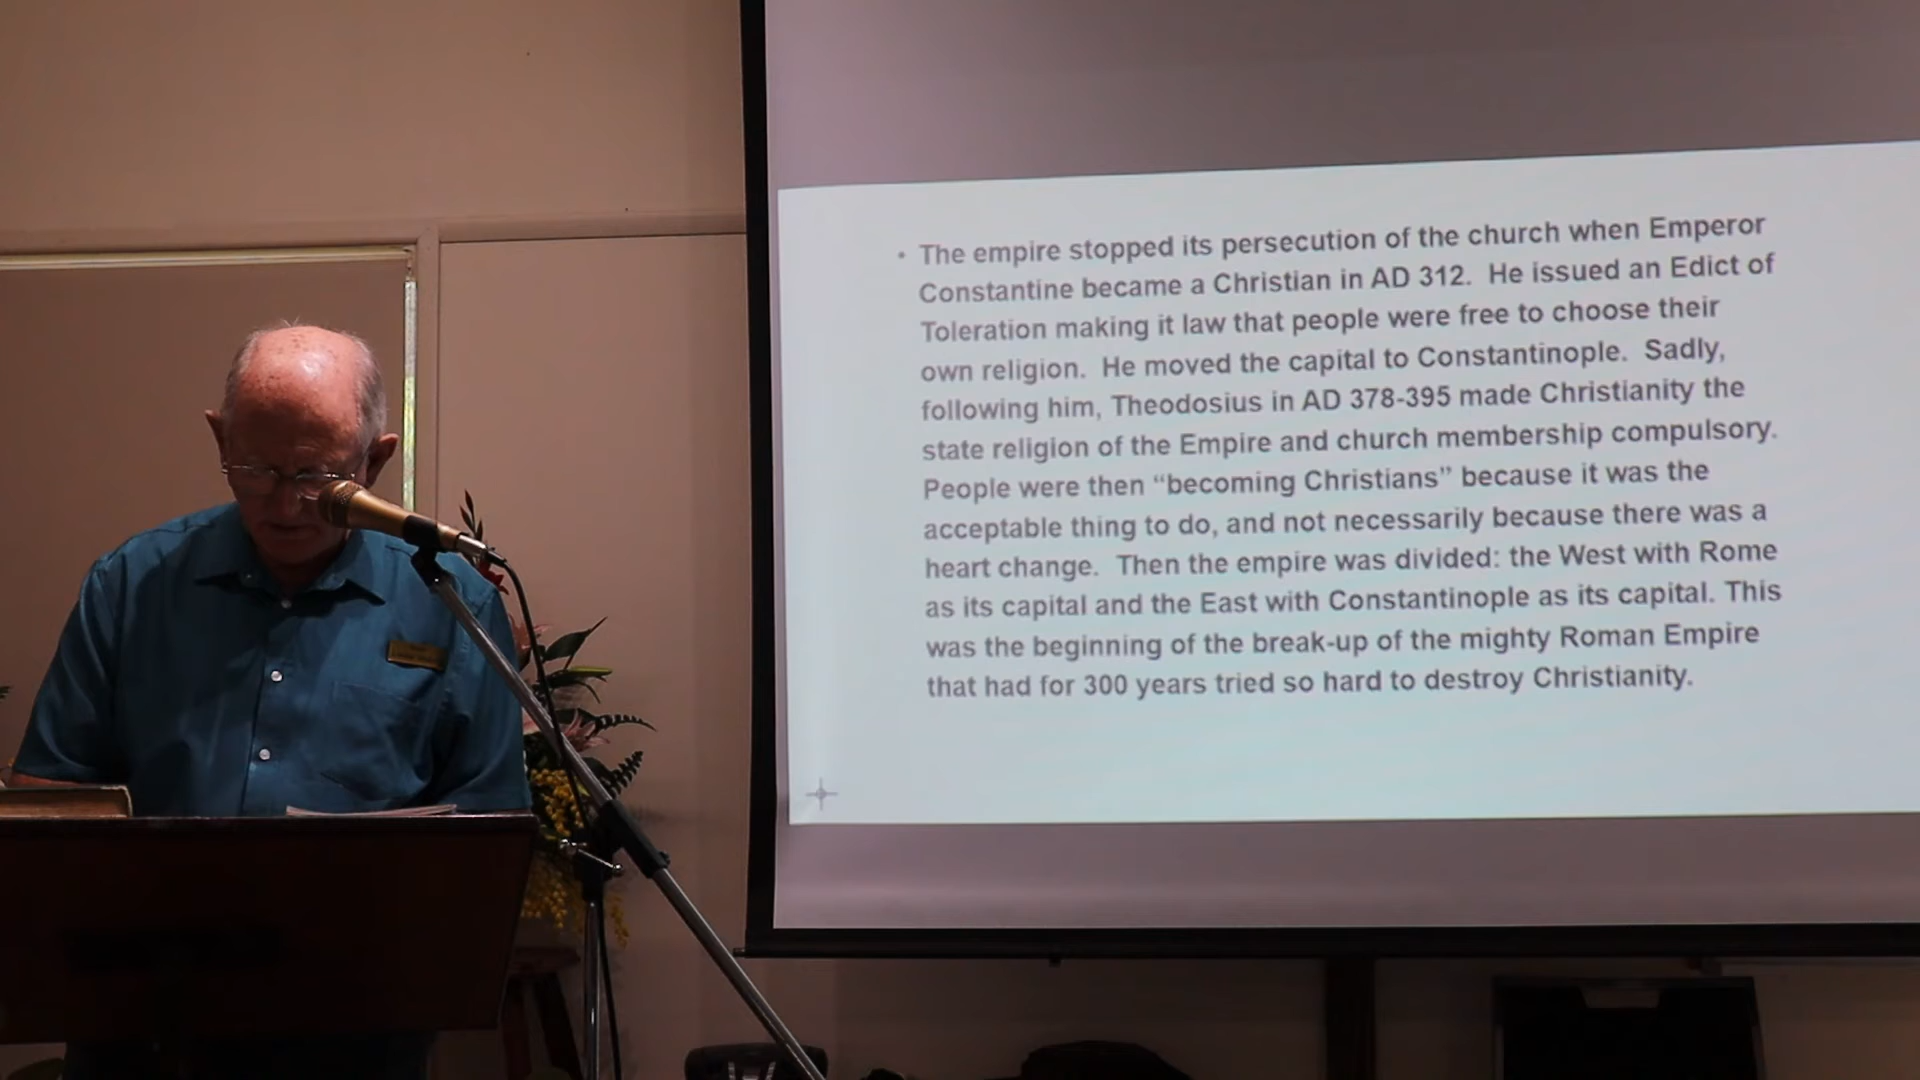 • The empire stopped its persecution of the church when Emperor
Constantine became a Christian in AD 312. He issued an Edict of
Toleration making it law that people were free to choose their
own religion. He moved the capital to Constantinople. Sadly,
following him, Theodosius in AD 378-395 made Christianity the
state religion of the Empire and church membership compulsory.
People were then “becoming Christians” because it was the
acceptable thing to do, and not necessarily because there was a
heart change. Then the empire was divided: the West with Rome
as its capital and the East with Constantinople as its capital. This
was the beginning of the break-up of the mighty Roman Empire
that had for 300 years tried so hard to destroy Christianity.